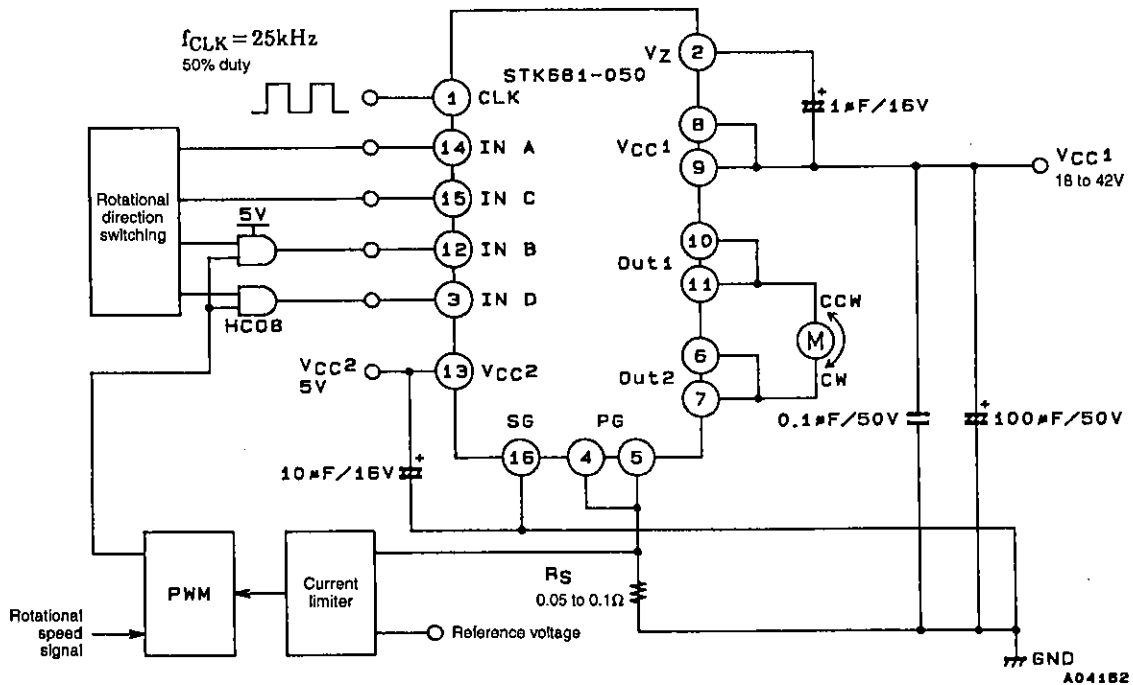 fCLK = 25kHz
50% duty
STK681-050
1 CLK
14 IN A
15 IN C
12 IN B
3 IN D
13 VCC2
Rotational
direction
switching
5V
HC08
VCC2
5V
VZ 2
8
VCC1
9
10
Out1
11
6
Out2
7
SG
16
PG
4
5
1µF/16V
VCC1
18 to 42V
CCW
M
CW
0.1µF/50V
100µF/50V
10µF/16V
PWM
Current
limiter
RS
0.05 to 0.1Ω
Rotational
speed
signal
Reference voltage
GND
A04162